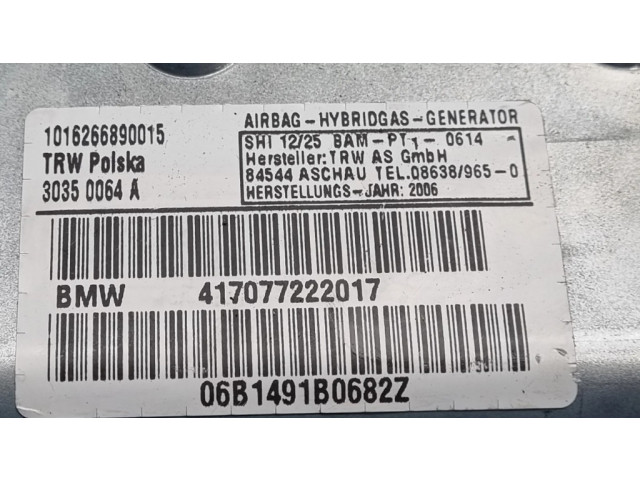 1016266890015
TRW Polska
3035 0064 A
AIRBAG-HYBRIDGAS-GENERATOR
SHI 12/25 BAM-PT1- 0614
Hersteller:TRW AS GmbH
84544 ASCHAU TEL.08638/965-0
HERSTELLUNGS-JAHR: 2006
BMW 417077222017
06B1491B0682Z